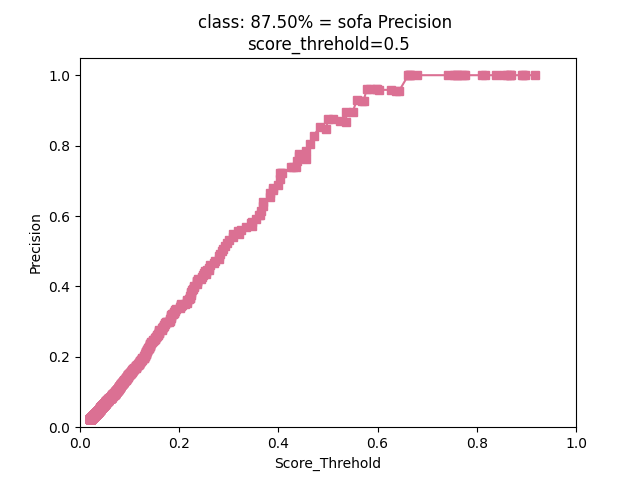 class: 87.50% = sofa Precision
score_threhold=0.5
1.0
0.8
0.6
0.4
0.2
0.0
Precision
0.0 0.2 0.4 0.6 0.8 1.0
Score_Threhold